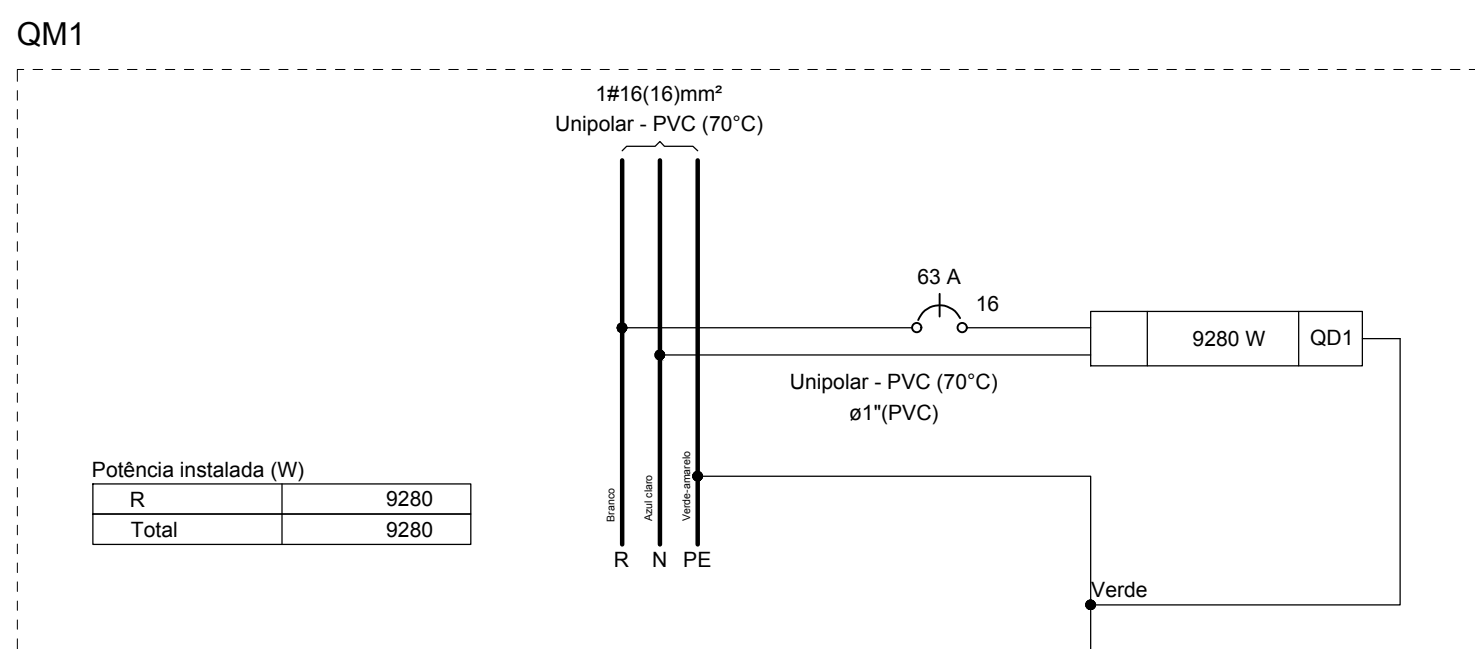 QM1
1#16(16)mm²
Unipolar - PVC (70°C)
63 A
16
9280 W
QD1
Unipolar - PVC (70°C)
ø1"(PVC)
Potência instalada (W)
R 9280
Total 9280
Branco
Azul claro
Verde-amarelo
R N PE
Verde